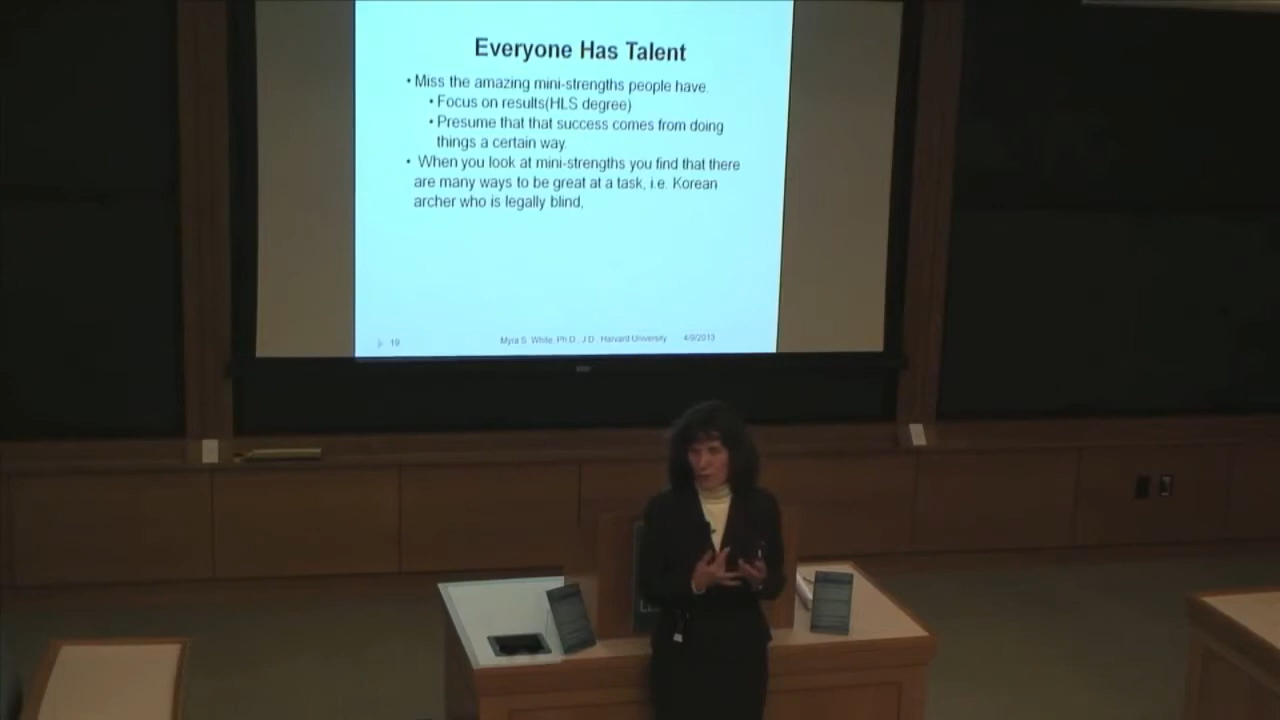 Everyone Has Talent
• Miss the amazing mini-strengths people have.
• Focus on results(HLS degree)
• Presume that that success comes from doing
things a certain way.
• When you look at mini-strengths you find that there
are many ways to be great at a task, i.e. Korean
archer who is legally blind,
19 Myra S. White, Ph.D., J.D., Harvard University 4/9/2013